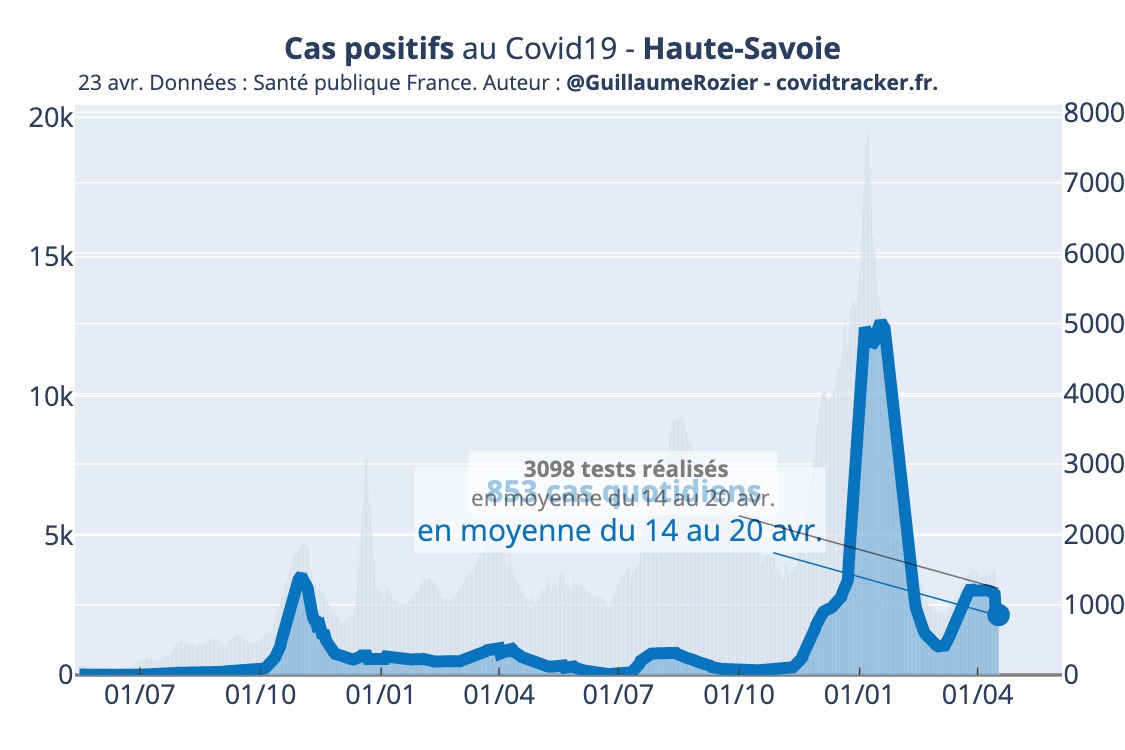 Cas positifs au Covid19 - Haute-Savoie
23 avr. Données : Santé publique France. Auteur : @GuillaumeRozier - covidtracker.fr.
20k
15k
10k
5k
0
8000
7000
6000
5000
4000
3000
2000
1000
0
3098 tests réalisés
en moyenne du 14 au 20 avr.
853 cas quotidiens
en moyenne du 14 au 20 avr.
01/07
01/10
01/01
01/04
01/07
01/10
01/01
01/04